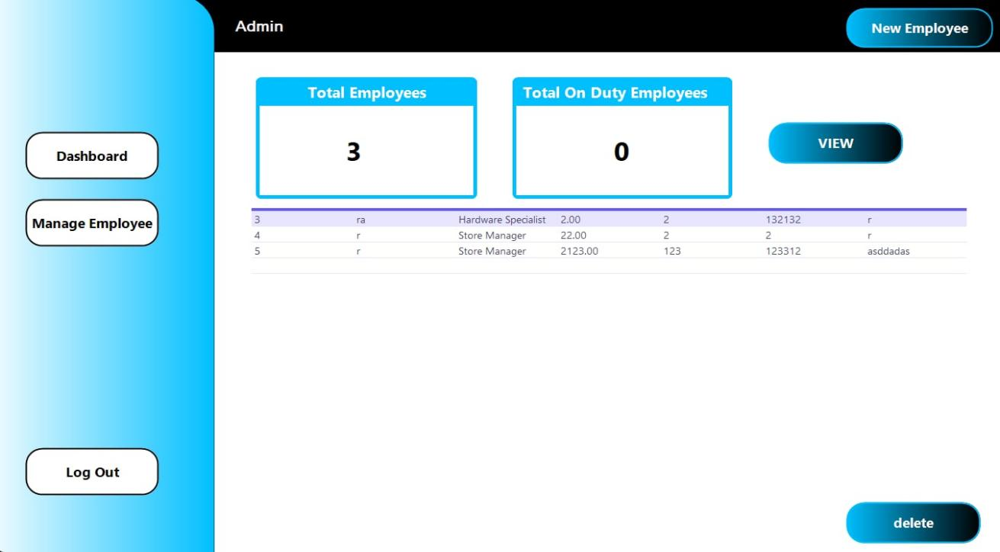 Admin
New Employee
Total Employees
Total On Duty Employees
3
0
VIEW
Dashboard
Manage Employee
3 ra Hardware Specialist 2.00 2 132132 r
4 r Store Manager 22.00 2 2 r
5 r Store Manager 2123.00 123 123312 asddadas
Log Out
delete